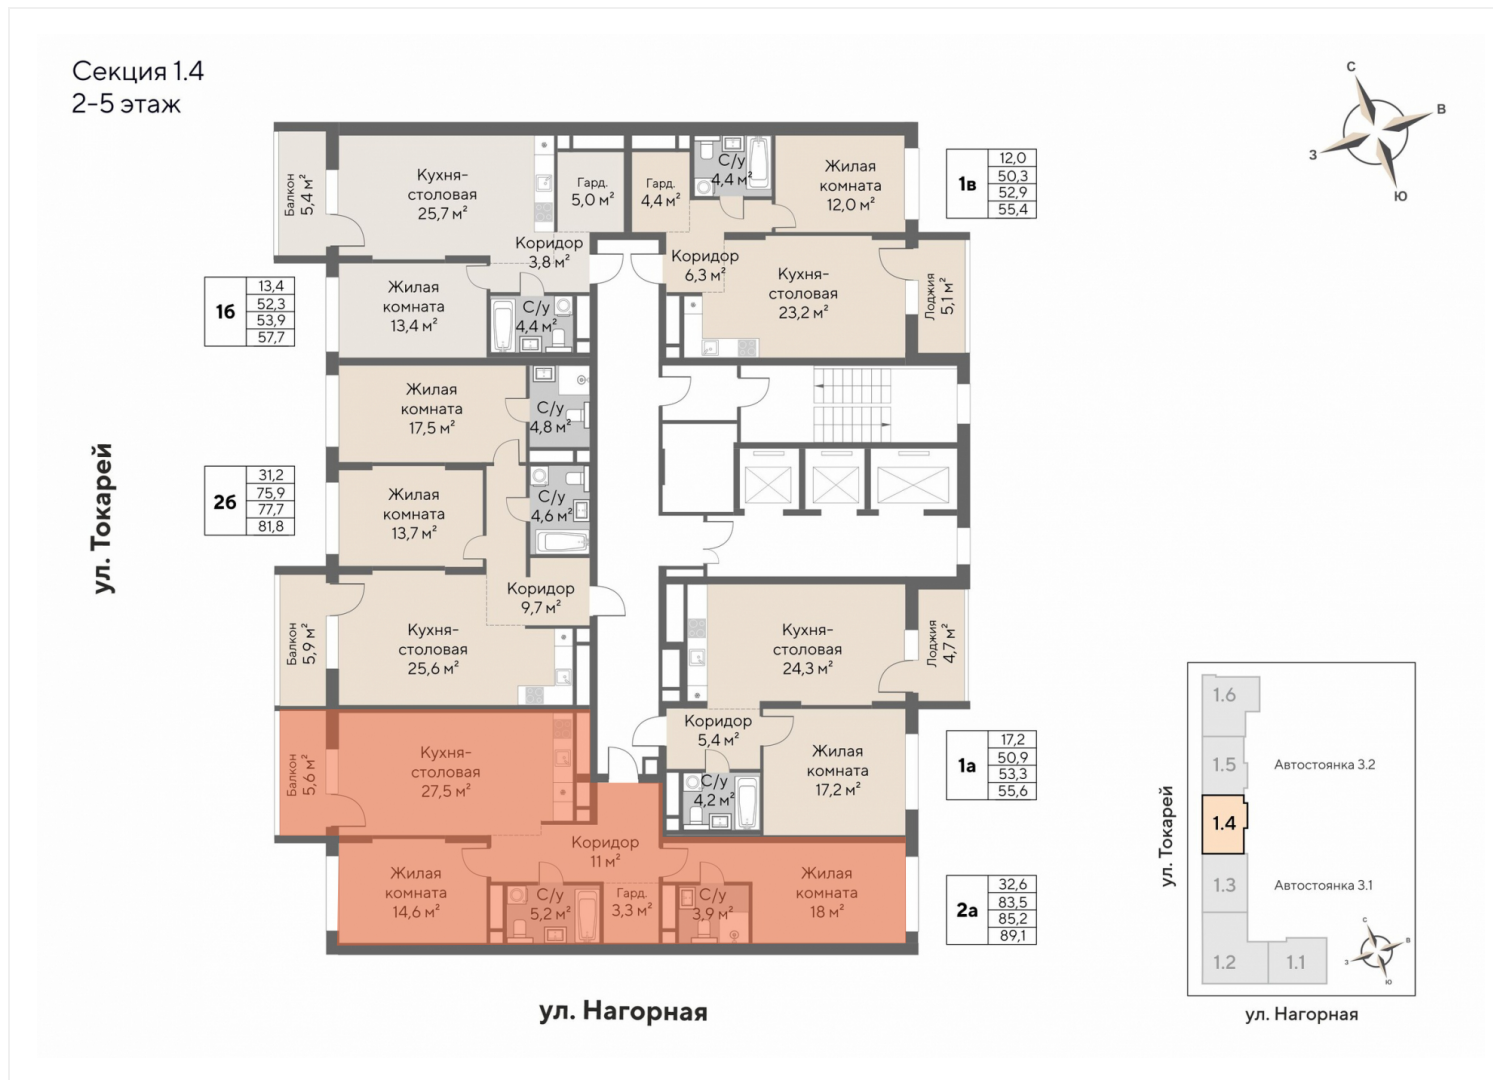 Секция 1.4
2-5 этаж
С
В
З
Ю
Балкон
5,4 м²
Кухня-
столовая
25,7 м²
Гард.
5,0 м²
Гард.
4,4 м²
С/у
4,4 м²
Жилая
комната
12,0 м²
1в
12,0
50,3
52,9
55,4
Коридор
3,8 м²
Коридор
6,3 м²
Кухня-
столовая
23,2 м²
Лоджия
5,1 м²
1б
13,4
52,3
53,9
57,7
Жилая
комната
13,4 м²
С/у
4,4 м²
Жилая
комната
17,5 м²
С/у
4,8 м²
ул. Токарей
2б
31,2
75,9
77,7
81,8
Жилая
комната
13,7 м²
С/у
4,6 м²
Коридор
9,7 м²
Балкон
5,9 м²
Кухня-
столовая
25,6 м²
Кухня-
столовая
24,3 м²
Лоджия
4,7 м²
Коридор
5,4 м²
С/у
4,2 м²
Жилая
комната
17,2 м²
1а
17,2
50,9
53,3
55,6
Балкон
5,6 м²
Кухня-
столовая
27,5 м²
Коридор
11 м²
Жилая
комната
14,6 м²
С/у
5,2 м²
Гард.
3,3 м²
С/у
3,9 м²
Жилая
комната
18 м²
2а
32,6
83,5
85,2
89,1
ул. Нагорная
1.6
1.5
Автостоянка 3.2
1.4
ул. Токарей
1.3
Автостоянка 3.1
1.2
1.1
С
В
З
Ю
ул. Нагорная